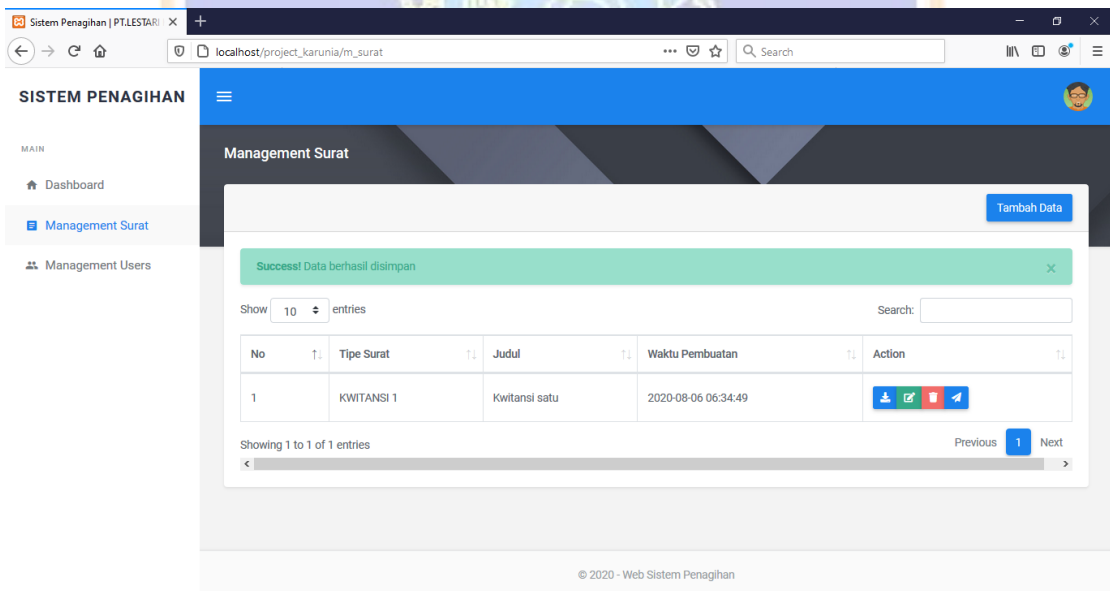 Sistem Penagihan | PT.LESTARI
localhost/project_karunia/m_surat
Search
SISTEM PENAGIHAN
MAIN
Dashboard
Management Surat
Management Users
Management Surat
Tambah Data
Success! Data berhasil disimpan
Show 10 entries
Search:
No Tipe Surat Judul Waktu Pembuatan Action
1 KWITANSI 1 Kwitansi satu 2020-08-06 06:34:49
Showing 1 to 1 of 1 entries
Previous 1 Next
© 2020 - Web Sistem Penagihan